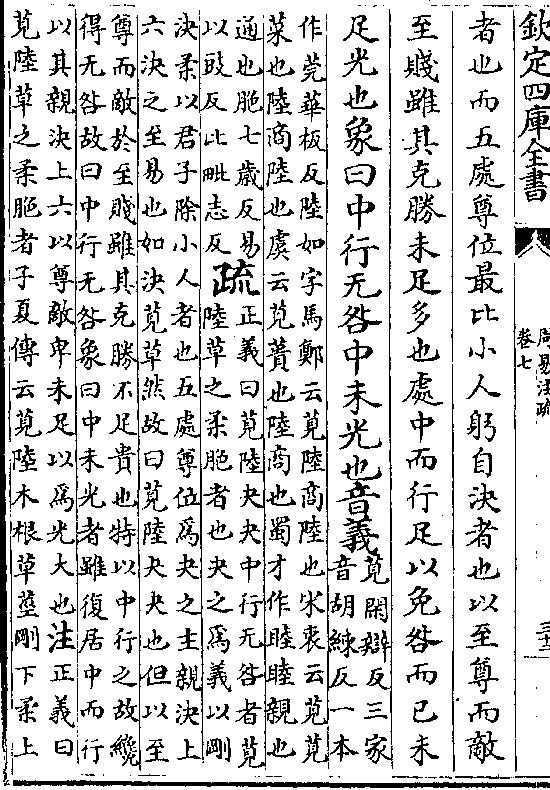 欽定四庫全書
周易注疏
卷七
三十二
者也而五處尊位最比小人躬自決者也以至尊而敵
至賤雖其克勝未足多也處中而行足以免咎而已未
足光也象曰中行无咎中未光也音義
莧閑辯反三家
音胡練反一本
作莞華板反陸如字馬鄭云莧陸商陸也宋衷云莧莧
菜也陸商陸也虞云莧蕢也陸商也蜀才作睦睦親也
通也脆七歲反易
以豉反比毗志反
疏
正義曰莧陸夬夬中行无咎者莧
陸草之柔脆者也夬之為義以剛
決柔以君子除小人者也五處尊位為夬之主親決上
六決之至易也如決莧草然故曰莧陸夬夬也但以至
尊而敵於至賤雖其克勝不足貴也特以中行之故纔
得无咎故曰中行无咎象曰中未光者雖復居中而行
以其親決上六以尊敵卑未足以為光大也注正義曰
莧陸草之柔脆者子夏傳云莧陸木根草莖剛下柔上